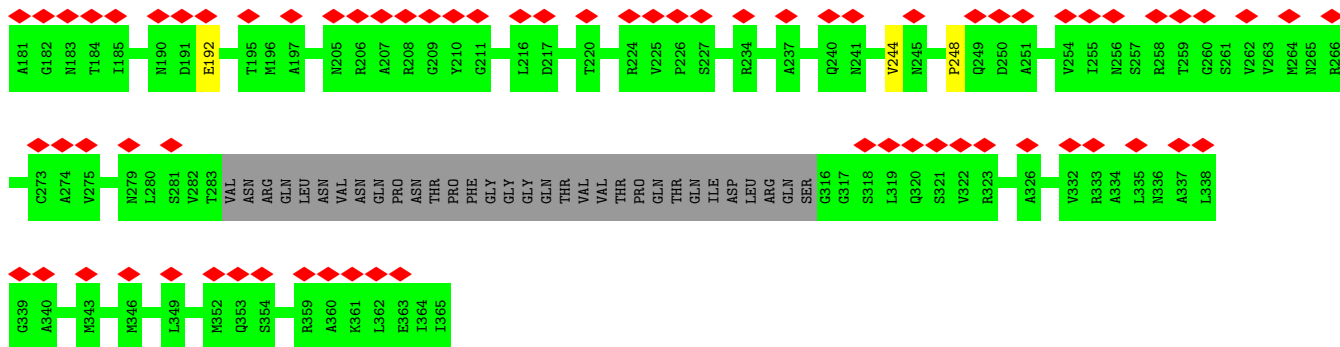 A181 G182 N183 T184 I185 N190 D191 E192 T195 M196 A197 N205 R206 A207 R208 G209 Y210 G211 L216 D217 T220 R224 V225 P226 S227 R234 A237 Q240 N241 V244 N245 P248 Q249 D250 A251 V254 I255 N256 S257 R258 T259 G260 S261 V262 V263 M264 N265 R266
C273 A274 V275 N279 L280 S281 V282 T283 VAL ASN ARG GLN LEU ASN VAL ASN GLN PRO ASN THR PRO PHE GLY GLY GLY GLN THR VAL VAL THR PRO GLN THR GLN ILE ASP LEU ARG GLN SER G316 G317 S318 L319 Q320 S321 V322 R323 A326 V332 R333 A334 L335 N336 A337 L338
G339 A340 M343 M346 L349 M352 Q353 S354 R359 A360 K361 L362 E363 I364 I365